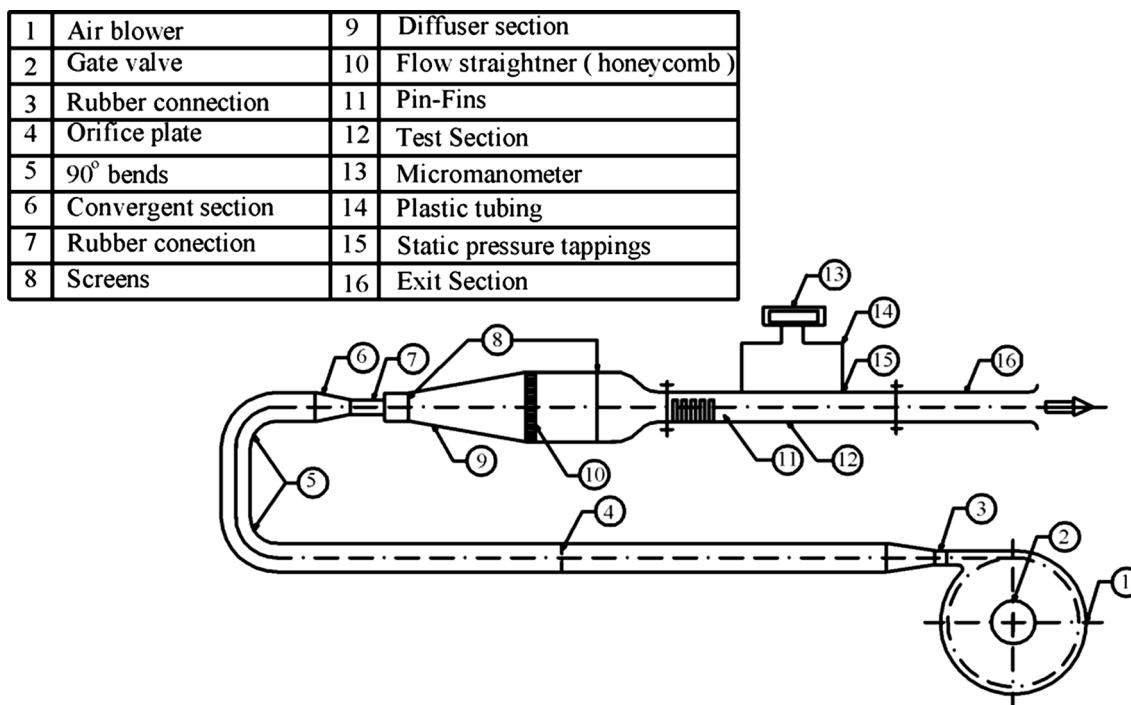 1 Air blower 9 Diffuser section
2 Gate valve 10 Flow straightner ( honeycomb )
3 Rubber connection 11 Pin-Fins
4 Orifice plate 12 Test Section
5 90° bends 13 Micromanometer
6 Convergent section 14 Plastic tubing
7 Rubber conection 15 Static pressure tappings
8 Screens 16 Exit Section
13
14
8
6
7
15
16
9
10
11
12
5
4
3
2
1